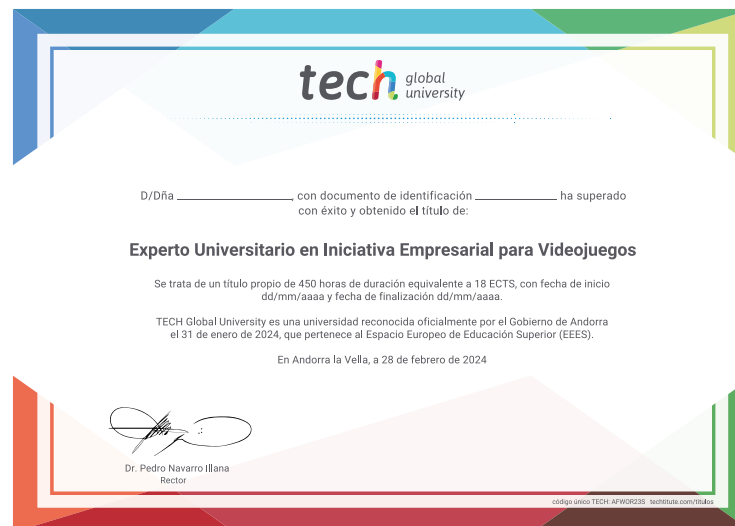 tech global
university
D/Dña ____________________, con documento de identificación ______________ ha superado
con éxito y obtenido el título de:
Experto Universitario en Iniciativa Empresarial para Videojuegos
Se trata de un título propio de 450 horas de duración equivalente a 18 ECTS, con fecha de inicio
dd/mm/aaaa y fecha de finalización dd/mm/aaaa.
TECH Global University es una universidad reconocida oficialmente por el Gobierno de Andorra
el 31 de enero de 2024, que pertenece al Espacio Europeo de Educación Superior (EEES).
En Andorra la Vella, a 28 de febrero de 2024
Dr. Pedro Navarro Illana
Rector
código único TECH: AFWOR23S techtitute.com/titulos